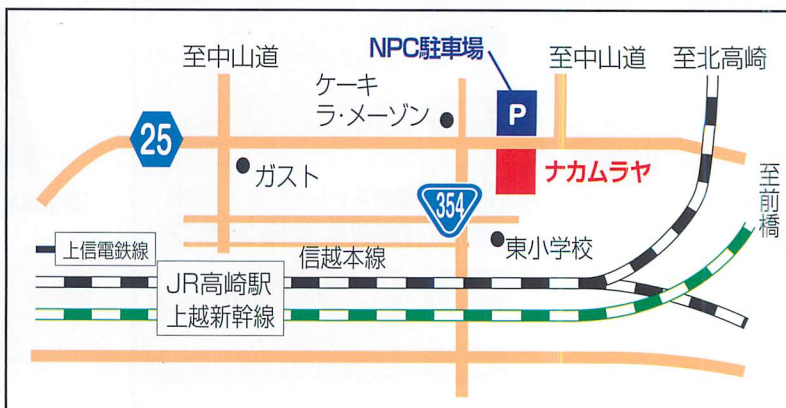 NPC駐車場
至中山道
至中山道
至北高崎
ケーキ
ラ・メーゾン
P
25
ガスト
ナカムラヤ
354
至前橋
東小学校
上信電鉄線
信越本線
JR高崎駅
上越新幹線